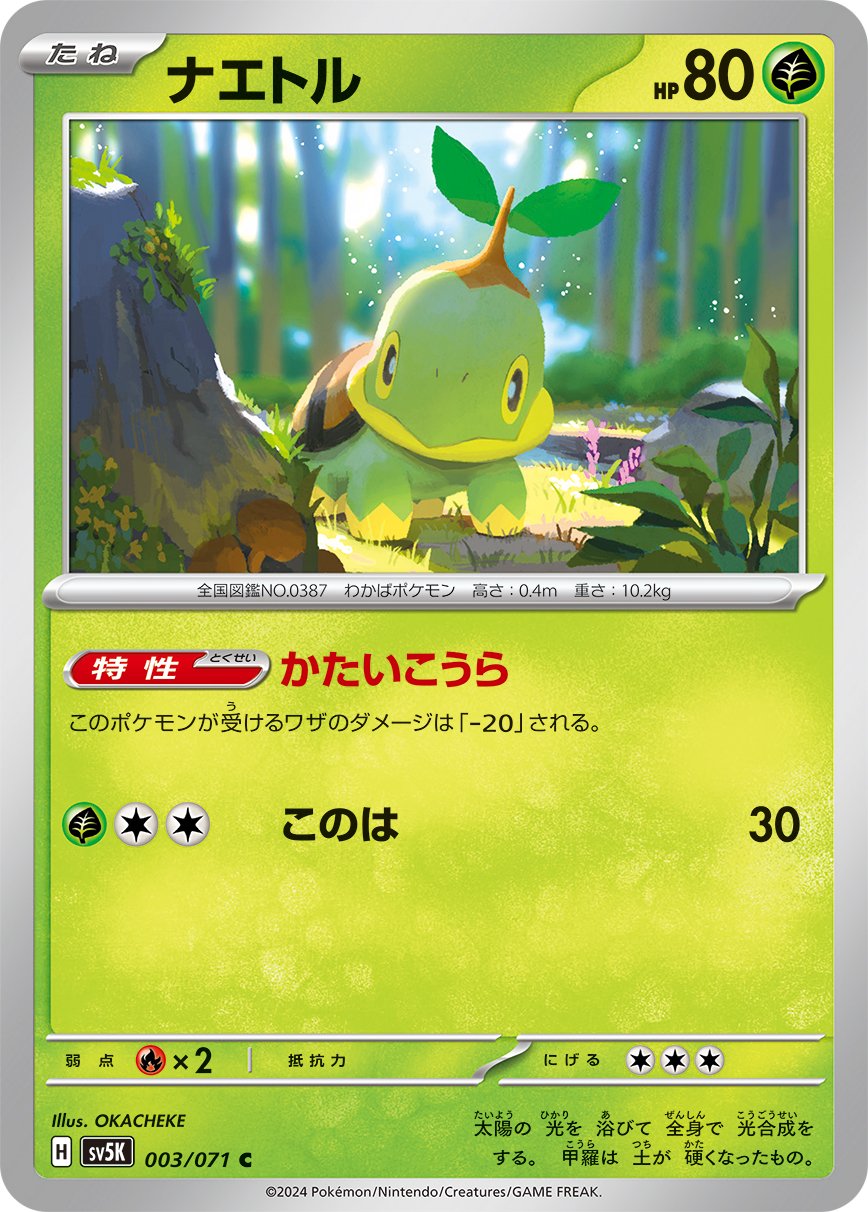 たね ナエトル HP80
全国図鑑NO.0387 わかばポケモン 高さ:0.4m 重さ:10.2kg
特性 とくせい かたいこうら
う
このポケモンが受けるワザのダメージは「-20」される。
このは 30
弱点 ×2 抵抗力 にげる
Illus. OKACHEKE
たいよう ひかり あ ぜんしん こうごうせい
太陽の 光を 浴びて 全身で 光合成を
こうら つち かた
する。 甲羅は 土が 硬くなったもの。
H sv5K 003/071 C
©2024 Pokémon/Nintendo/Creatures/GAME FREAK.